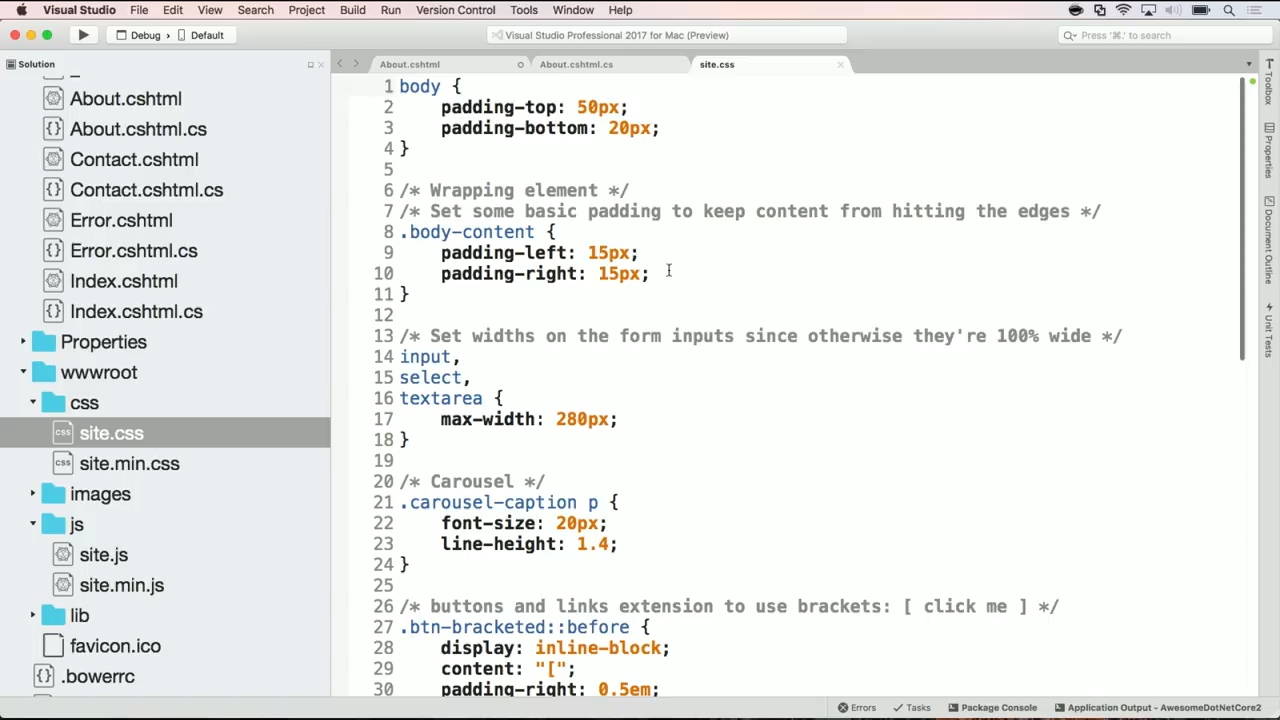 Visual Studio File Edit View Search Project Build Run Version Control Tools Window Help
Debug › Default
Visual Studio Professional 2017 for Mac (Preview)
Press '⌘.' to search
Solution
About.cshtml
About.cshtml.cs
Contact.cshtml
Contact.cshtml.cs
Error.cshtml
Error.cshtml.cs
Index.cshtml
Index.cshtml.cs
Properties
wwwroot
css
css site.css
css site.min.css
images
js
site.js
site.min.js
lib
favicon.ico
.bowerrc
About.cshtml About.cshtml.cs site.css
1 body {
2 padding-top: 50px;
3 padding-bottom: 20px;
4 }
5
6 /* Wrapping element */
7 /* Set some basic padding to keep content from hitting the edges */
8 .body-content {
9 padding-left: 15px;
10 padding-right: 15px;
11 }
12
13 /* Set widths on the form inputs since otherwise they're 100% wide */
14 input,
15 select,
16 textarea {
17 max-width: 280px;
18 }
19
20 /* Carousel */
21 .carousel-caption p {
22 font-size: 20px;
23 line-height: 1.4;
24 }
25
26 /* buttons and links extension to use brackets: [ click me ] */
27 .btn-bracketed::before {
28 display: inline-block;
29 content: "[";
30 padding-right: 0.5em;
Toolbox
Properties
Document Outline
Unit Tests
Errors Tasks Package Console Application Output - AwesomeDotNetCore2